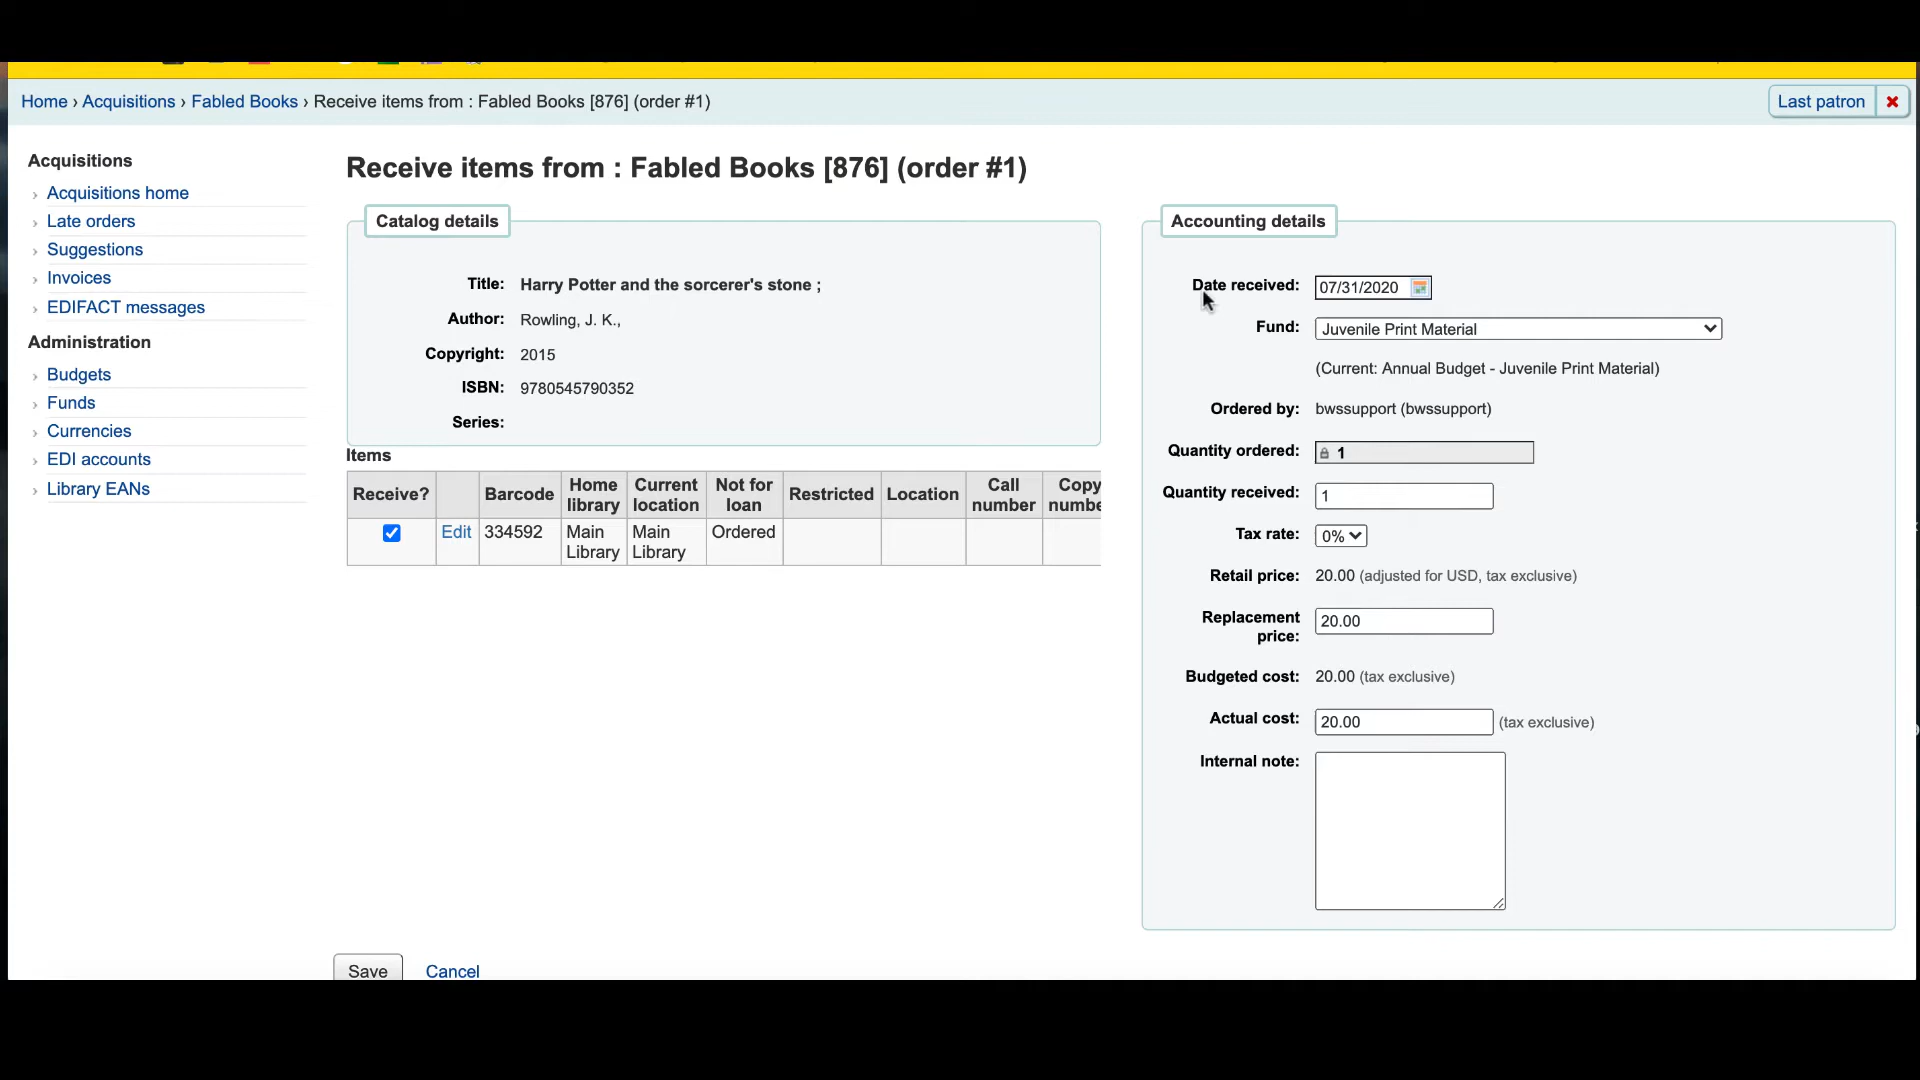 Home › Acquisitions › Fabled Books › Receive items from : Fabled Books [876] (order #1)
Last patron
Acquisitions
Acquisitions home
Late orders
Suggestions
Invoices
EDIFACT messages
Administration
Budgets
Funds
Currencies
EDI accounts
Library EANs
Receive items from : Fabled Books [876] (order #1)
Catalog details
Title: Harry Potter and the sorcerer's stone ;
Author: Rowling, J. K.,
Copyright: 2015
ISBN: 9780545790352
Series:
Items
Receive? Barcode Home library Current location Not for loan Restricted Location Call number Copy numbe
Edit 334592 Main Library Main Library Ordered
Accounting details
Date received: 07/31/2020
Fund: Juvenile Print Material
(Current: Annual Budget - Juvenile Print Material)
Ordered by: bwssupport (bwssupport)
Quantity ordered: 1
Quantity received: 1
Tax rate: 0%
Retail price: 20.00 (adjusted for USD, tax exclusive)
Replacement price: 20.00
Budgeted cost: 20.00 (tax exclusive)
Actual cost: 20.00 (tax exclusive)
Internal note:
Save Cancel